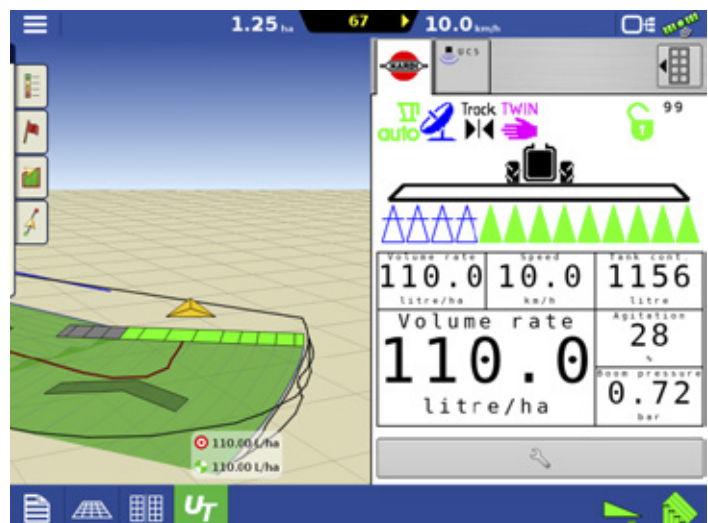 1.25 ha
67
10.0 km/h
HARDI
UCS
auto
Track
TWIN
99
Volume rate
110.0
litre/ha
Speed
10.0
km/h
Tank cont.
1156
litre
Volume rate
110.0
litre/ha
Agitation
28
%
Boom pressure
0.72
bar
110.00 L/ha
110.00 L/ha
UT